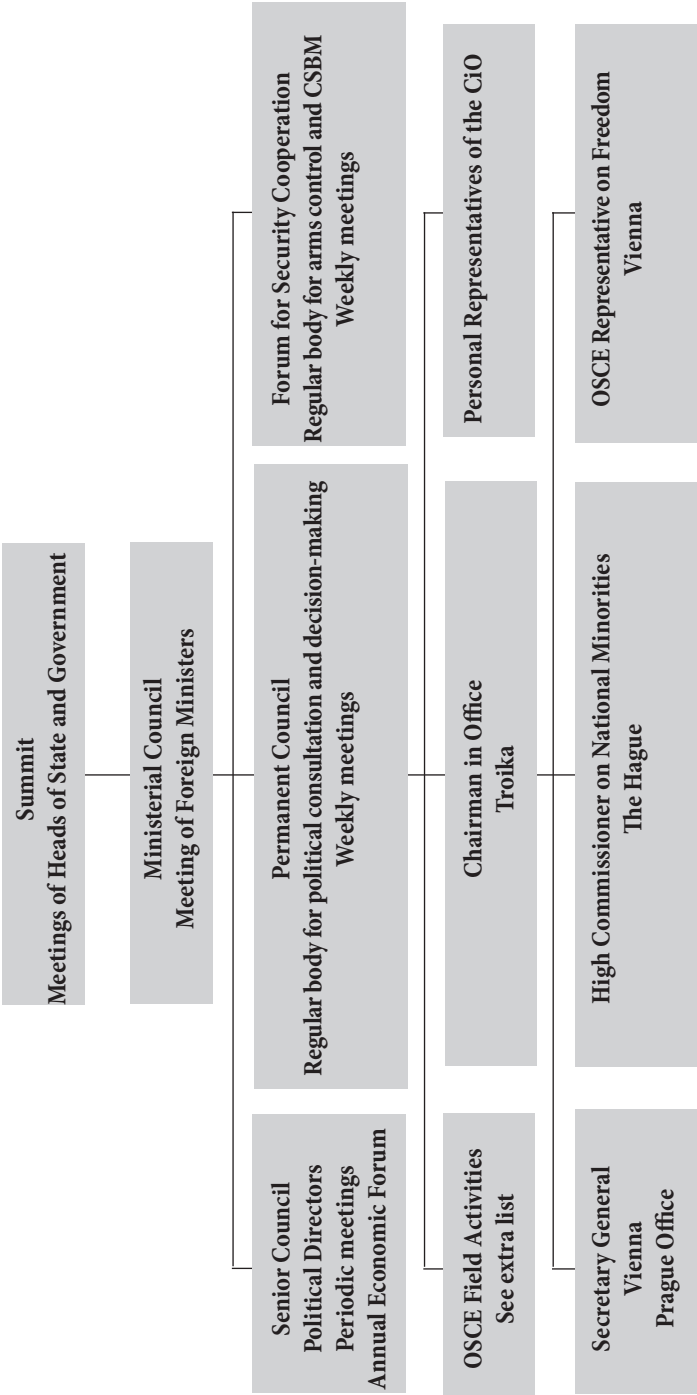 Summit
Meetings of Heads of State and Government
Ministerial Council
Meeting of Foreign Ministers
Senior Council
Political Directors
Periodic meetings
Annual Economic Forum
Permanent Council
Regular body for political consultation and decision-making
Weekly meetings
Forum for Security Cooperation
Regular body for arms control and CSBM
Weekly meetings
OSCE Field Activities
See extra list
Chairman in Office
Troika
Personal Representatives of the CiO
Secretary General
Vienna
Prague Office
High Commissioner on National Minorities
The Hague
OSCE Representative on Freedom
Vienna